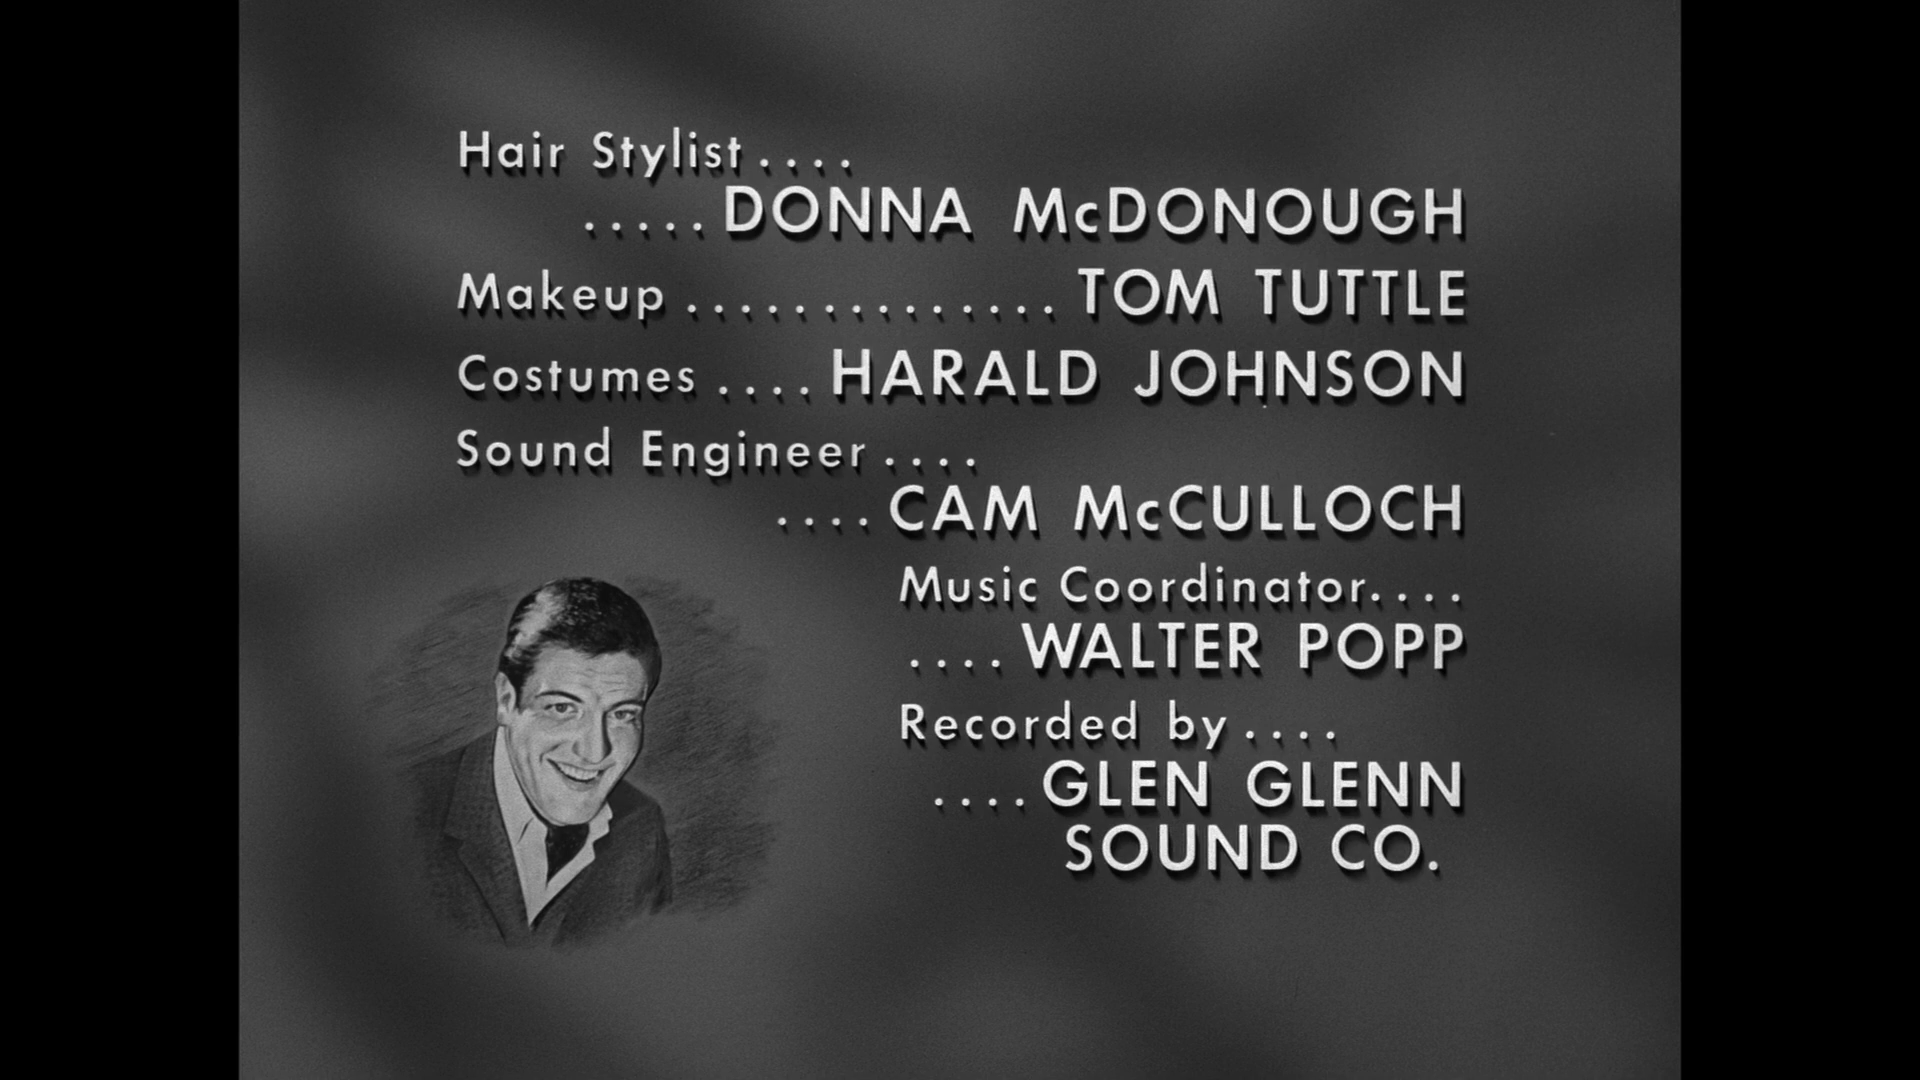 Hair Stylist....
.....DONNA McDONOUGH
Makeup..............TOM TUTTLE
Costumes....HARALD JOHNSON
Sound Engineer....
....CAM McCULLOCH
Music Coordinator....
....WALTER POPP
Recorded by....
....GLEN GLENN
SOUND CO.